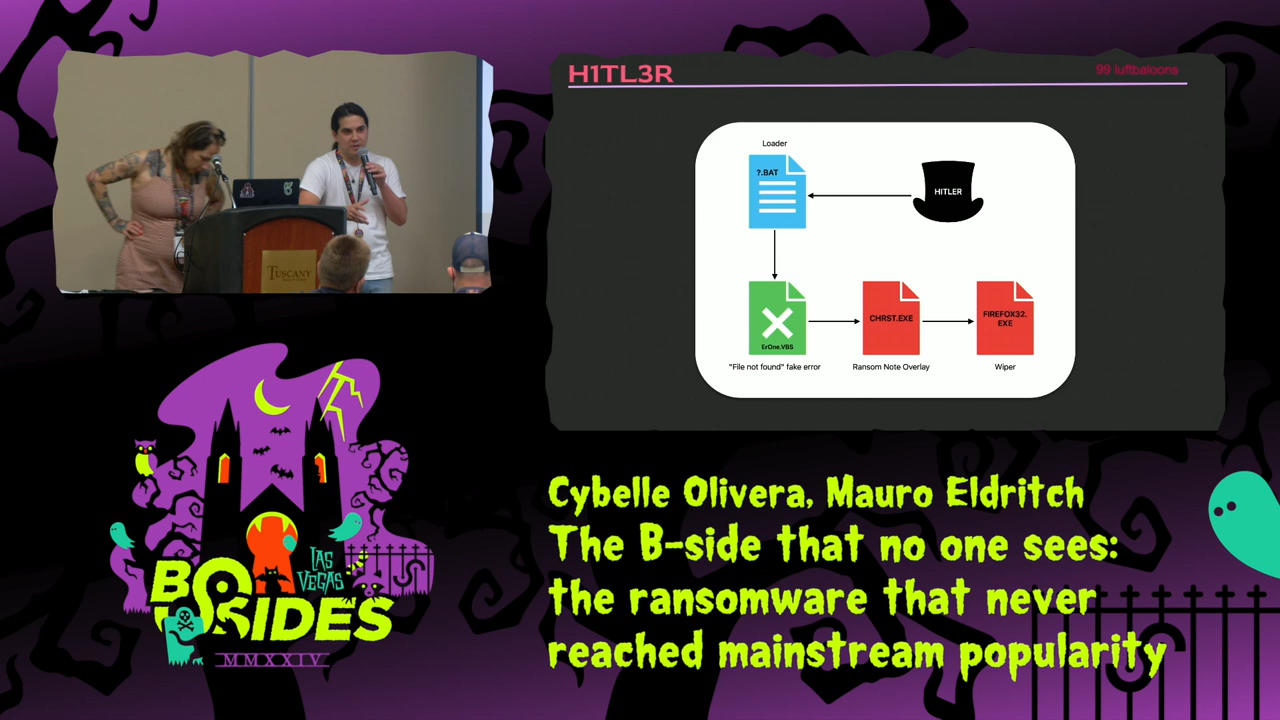 H1TL3R
99 luftbaloons
Loader
?.BAT
HITLER
ErOne.VBS
CHRST.EXE
FIREFOX32.
EXE
"File not found" fake error
Ransom Note Overlay
Wiper
TUSCANY
Cybelle Olivera, Mauro Eldritch
The B-side that no one sees:
the ransomware that never
reached mainstream popularity
LAS
VEGAS
BSIDES
MMXXIV